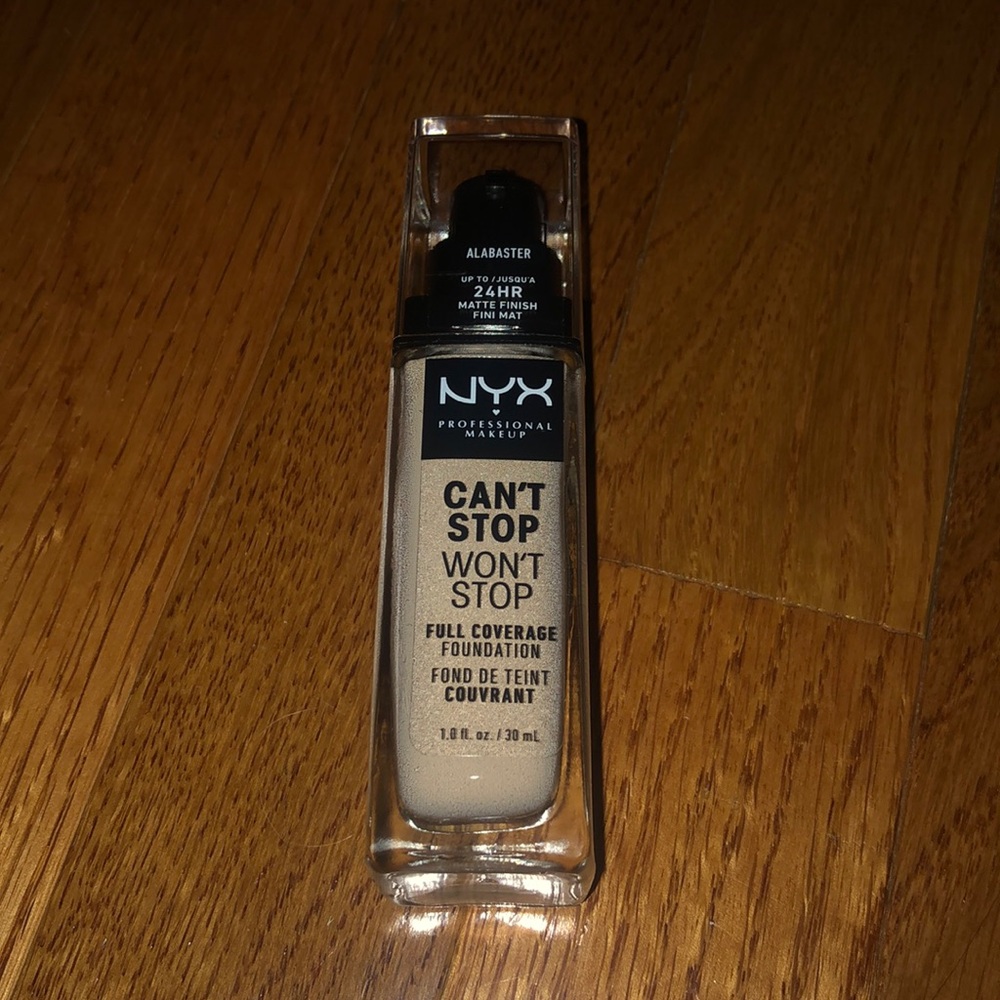 ALABASTER
UP TO / JUSQU'A
24HR
MATTE FINISH
FINI MAT
NYX
PROFESSIONAL
MAKEUP
CAN'T
STOP
WON'T
STOP
FULL COVERAGE
FOUNDATION
FOND DE TEINT
COUVRANT
1.0 fl. oz. / 30 mL